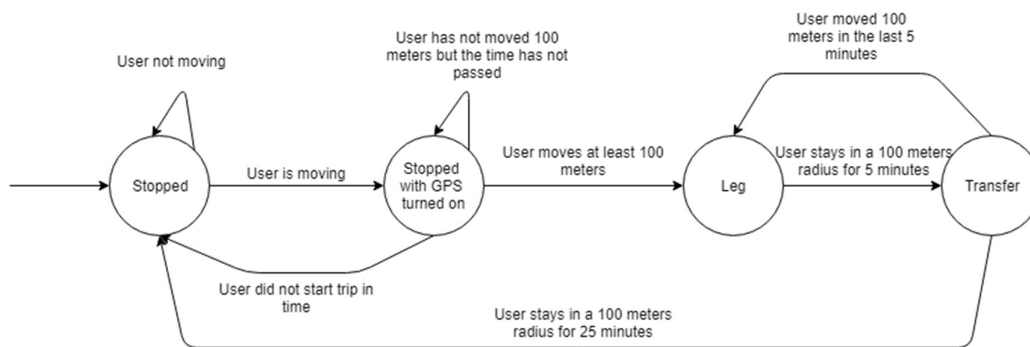 User not moving
User has not moved 100
meters but the time has not
passed
User moved 100
meters in the last 5
minutes
Stopped
User is moving
Stopped
with GPS
turned on
User moves at least 100
meters
Leg
User stays in a 100 meters
radius for 5 minutes
Transfer
User did not start trip in
time
User stays in a 100 meters
radius for 25 minutes